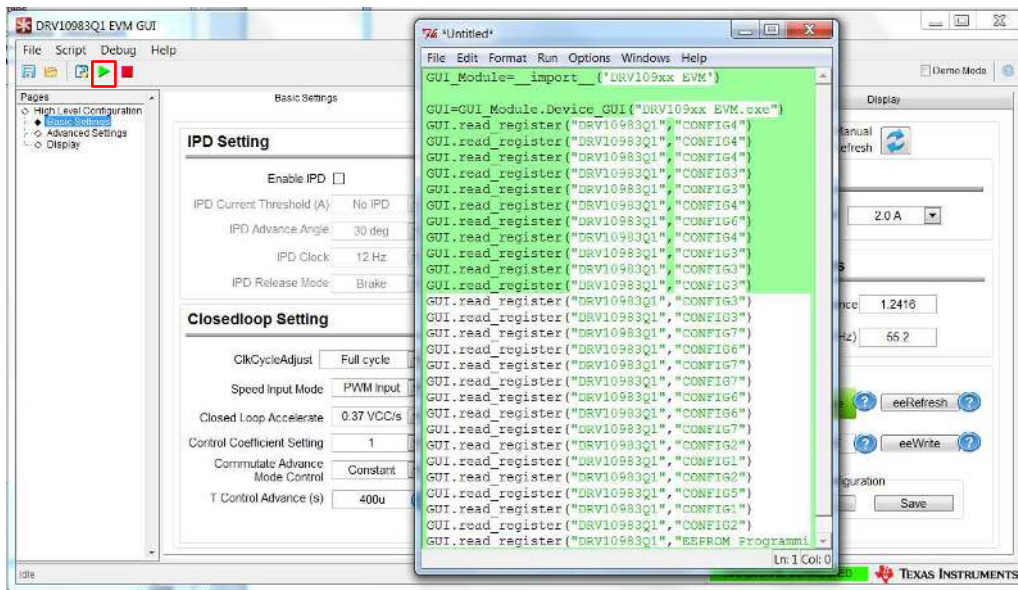 DRV10983Q1 EVM GUI
File Script Debug Help
Demo Mode
Pages
High Level Configuration
Basic Settings
Advanced Settings
Display
Basic Settings
IPD Setting
Enable IPD
IPD Current Threshold (A) No IPD
IPD Advance Angle 30 deg
IPD Clock 12 Hz
IPD Release Mode Brake
Closedloop Setting
ClkCycleAdjust Full cycle
Speed Input Mode PWM Input
Closed Loop Accelerate 0.37 VCC/s
Control Coefficient Setting 1
Commutate Advance
Mode Control Constant
T Control Advance (s) 400u
*Untitled*
File Edit Format Run Options Windows Help
GUI_Module=__import__('DRV109xx EVM')
GUI=GUI_Module.Device_GUI("DRV109xx EVM.exe")
GUI.read_register("DRV10983Q1","CONFIG4")
GUI.read_register("DRV10983Q1","CONFIG4")
GUI.read_register("DRV10983Q1","CONFIG4")
GUI.read_register("DRV10983Q1","CONFIG3")
GUI.read_register("DRV10983Q1","CONFIG3")
GUI.read_register("DRV10983Q1","CONFIG4")
GUI.read_register("DRV10983Q1","CONFIG6")
GUI.read_register("DRV10983Q1","CONFIG4")
GUI.read_register("DRV10983Q1","CONFIG3")
GUI.read_register("DRV10983Q1","CONFIG3")
GUI.read_register("DRV10983Q1","CONFIG3")
GUI.read_register("DRV10983Q1","CONFIG3")
GUI.read_register("DRV10983Q1","CONFIG3")
GUI.read_register("DRV10983Q1","CONFIG7")
GUI.read_register("DRV10983Q1","CONFIG6")
GUI.read_register("DRV10983Q1","CONFIG7")
GUI.read_register("DRV10983Q1","CONFIG7")
GUI.read_register("DRV10983Q1","CONFIG6")
GUI.read_register("DRV10983Q1","CONFIG6")
GUI.read_register("DRV10983Q1","CONFIG7")
GUI.read_register("DRV10983Q1","CONFIG2")
GUI.read_register("DRV10983Q1","CONFIG1")
GUI.read_register("DRV10983Q1","CONFIG2")
GUI.read_register("DRV10983Q1","CONFIG5")
GUI.read_register("DRV10983Q1","CONFIG1")
GUI.read_register("DRV10983Q1","CONFIG2")
GUI.read_register("DRV10983Q1","EEPROM Programmi
Ln: 1 Col: 0
Display
Manual
efresh
2.0 A
nce 1.2416
Hz) 55.2
eeRefresh
eeWrite
guration
Save
idle
TEXAS INSTRUMENTS